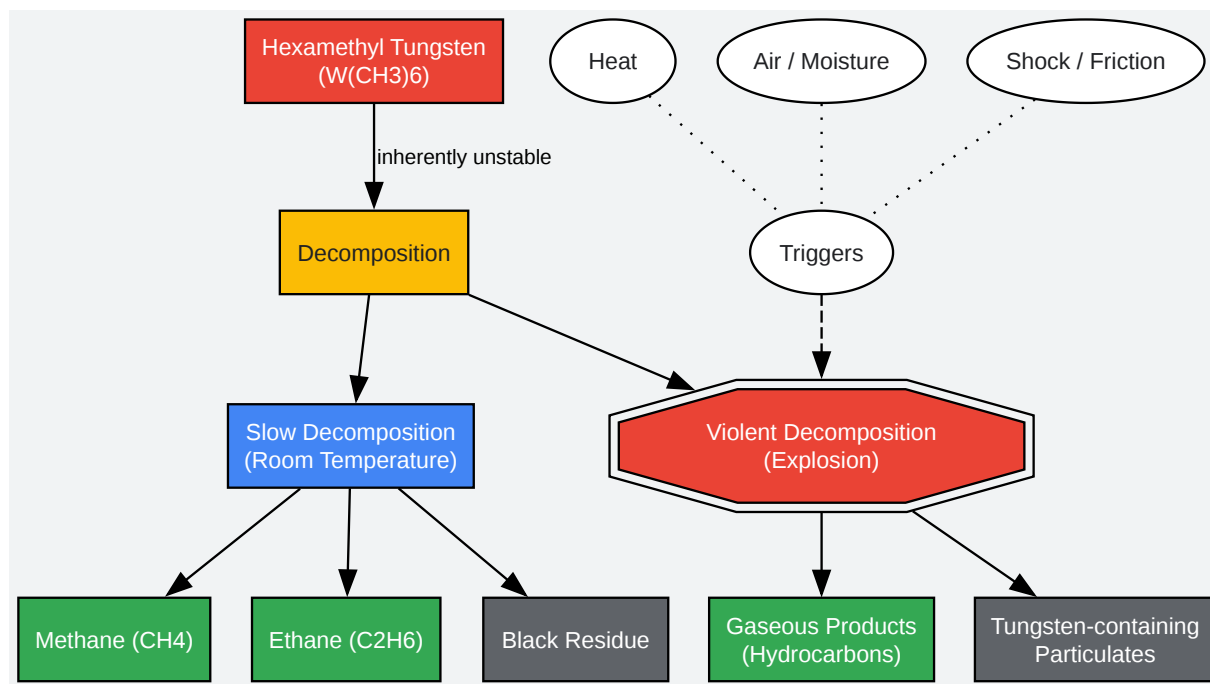 Hexamethyl Tungsten
(W(CH3)6)
Heat
Air / Moisture
Shock / Friction
inherently unstable
Decomposition
Triggers
Slow Decomposition
(Room Temperature)
Violent Decomposition
(Explosion)
Methane (CH4)
Ethane (C2H6)
Black Residue
Gaseous Products
(Hydrocarbons)
Tungsten-containing
Particulates